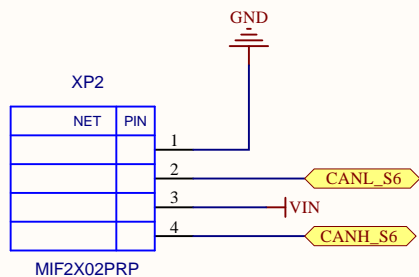 GND
XP2
NET PIN
1
2 CANL_S6
3 VIN
4 CANH_S6
MIF2X02PRP